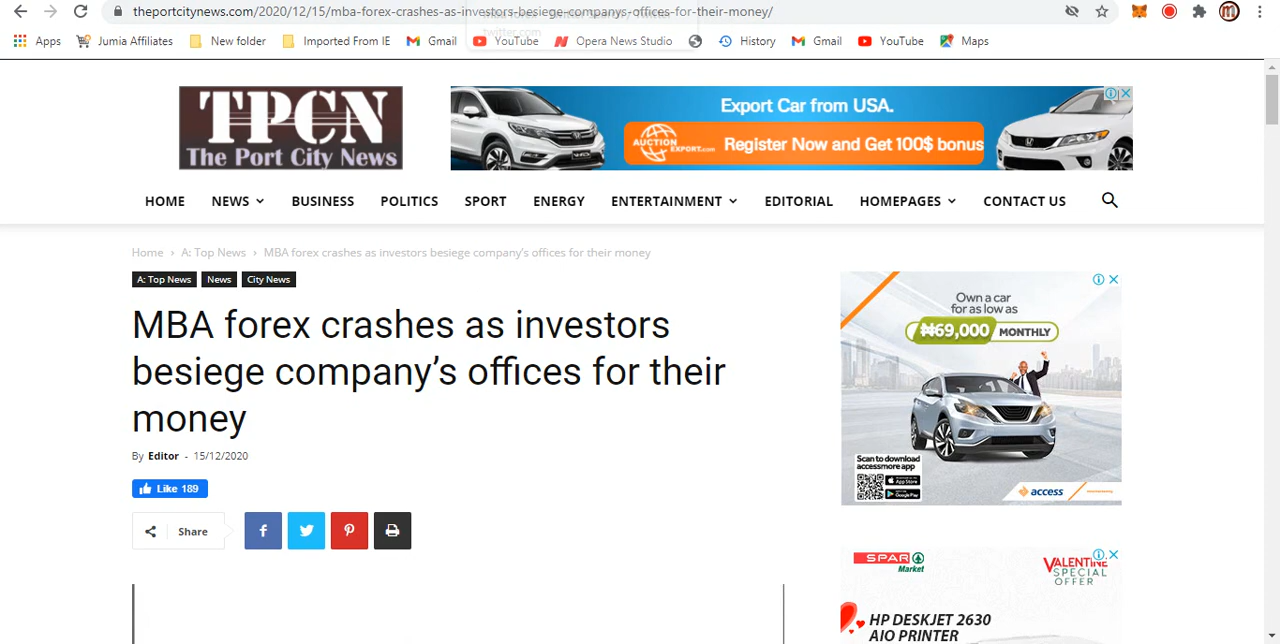 theportcitynews.com/2020/12/15/mba-forex-crashes-as-investors-besiege-companys-offices-for-their-money/
twitter.com
Apps Jumia Affiliates New folder Imported From IE Gmail YouTube Opera News Studio History Gmail YouTube Maps
TPCN
The Port City News
Export Car from USA.
AUCTION EXPORT.com Register Now and Get 100$ bonus
HOME NEWS BUSINESS POLITICS SPORT ENERGY ENTERTAINMENT EDITORIAL HOMEPAGES CONTACT US
Home › A: Top News › MBA forex crashes as investors besiege company’s offices for their money
A: Top News News City News
MBA forex crashes as investors
besiege company’s offices for their
money
By Editor - 15/12/2020
Like 189
Share
Own a car
for as low as
₦69,000 MONTHLY
Scan to download
accessmore app
App Store
Google Play
access
SPAR
Market
VALENTINE
SPECIAL
OFFER
HP DESKJET 2630
AIO PRINTER